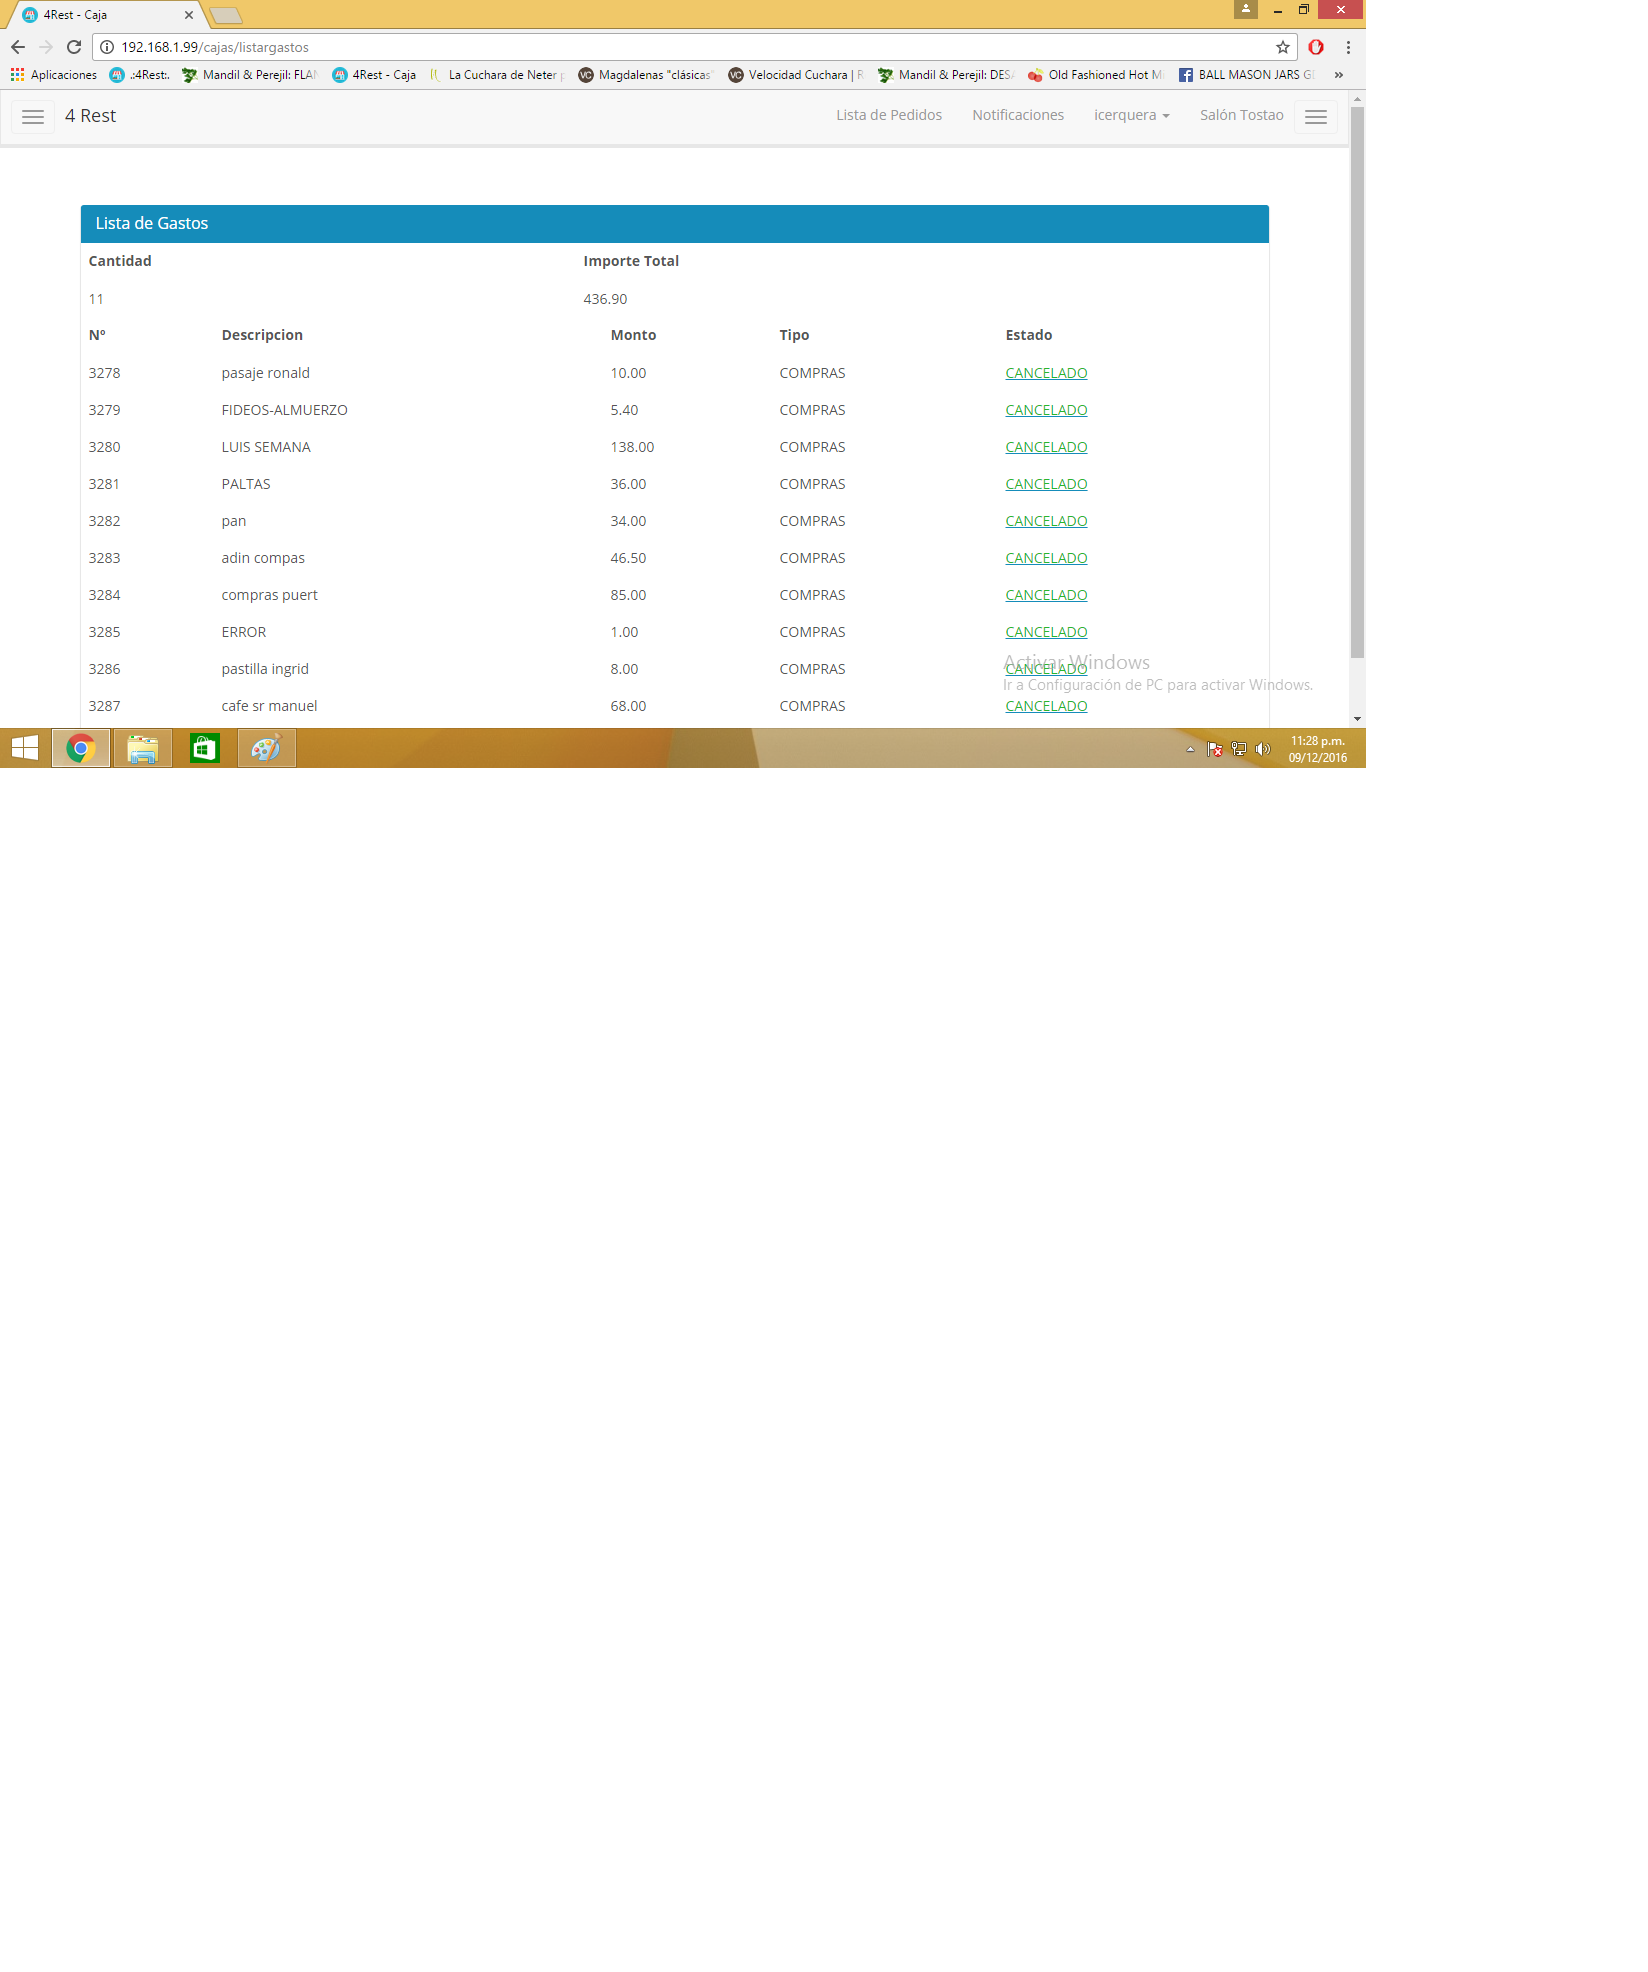 4Rest - Caja
192.168.1.99/cajas/listargastos
Aplicaciones .:4Rest:. Mandil & Perejil: FLAN 4Rest - Caja La Cuchara de Neter Magdalenas "clásicas" Velocidad Cuchara | R Mandil & Perejil: DESA Old Fashioned Hot M BALL MASON JARS GL »
4 Rest Lista de Pedidos Notificaciones icerquera Salón Tostao
Lista de Gastos
Cantidad Importe Total
11 436.90
Nº Descripcion Monto Tipo Estado
3278 pasaje ronald 10.00 COMPRAS CANCELADO
3279 FIDEOS-ALMUERZO 5.40 COMPRAS CANCELADO
3280 LUIS SEMANA 138.00 COMPRAS CANCELADO
3281 PALTAS 36.00 COMPRAS CANCELADO
3282 pan 34.00 COMPRAS CANCELADO
3283 adin compas 46.50 COMPRAS CANCELADO
3284 compras puert 85.00 COMPRAS CANCELADO
3285 ERROR 1.00 COMPRAS CANCELADO
Activar Windows
3286 pastilla ingrid 8.00 COMPRAS CANCELADO
Ir a Configuración de PC para activar Windows.
3287 cafe sr manuel 68.00 COMPRAS CANCELADO
11:28 p.m.
09/12/2016